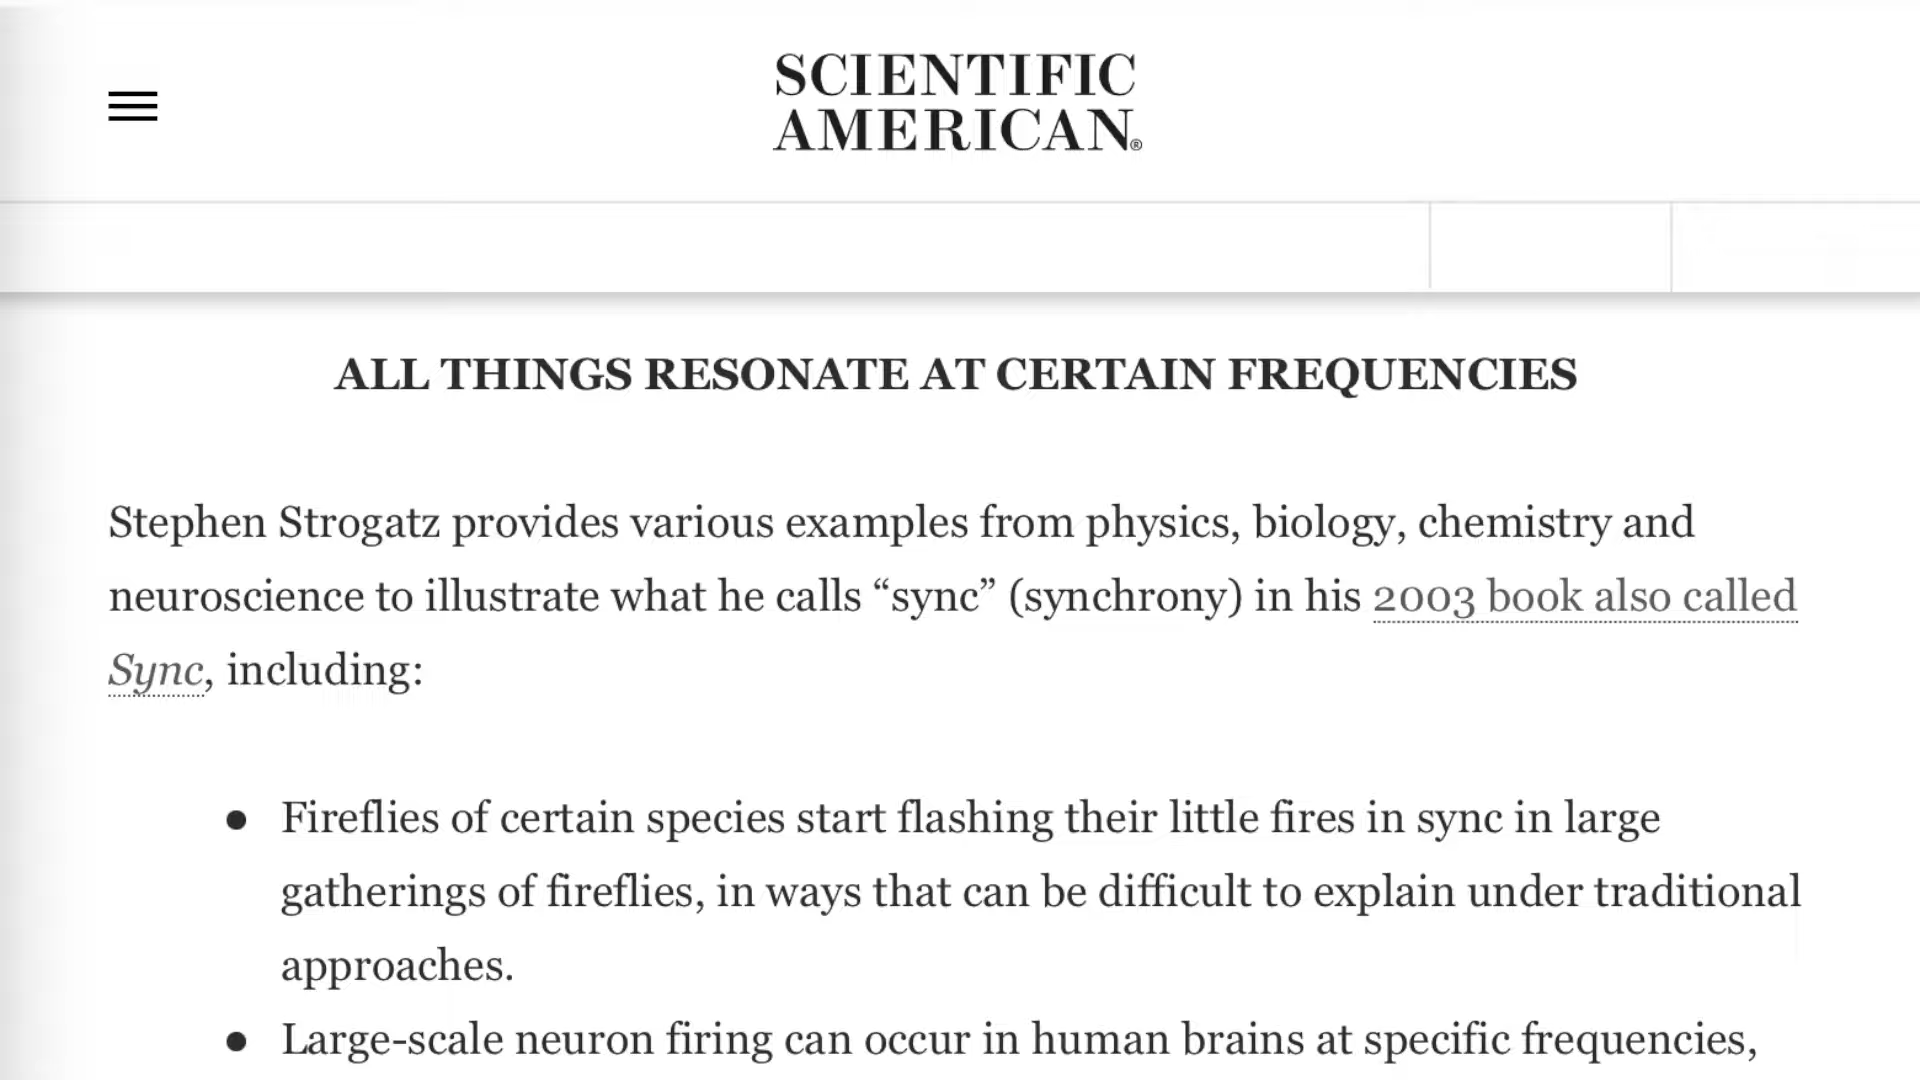 SCIENTIFIC
AMERICAN®
ALL THINGS RESONATE AT CERTAIN FREQUENCIES
Stephen Strogatz provides various examples from physics, biology, chemistry and
neuroscience to illustrate what he calls “sync” (synchrony) in his 2003 book also called
Sync, including:
● Fireflies of certain species start flashing their little fires in sync in large
gatherings of fireflies, in ways that can be difficult to explain under traditional
approaches.
● Large-scale neuron firing can occur in human brains at specific frequencies,